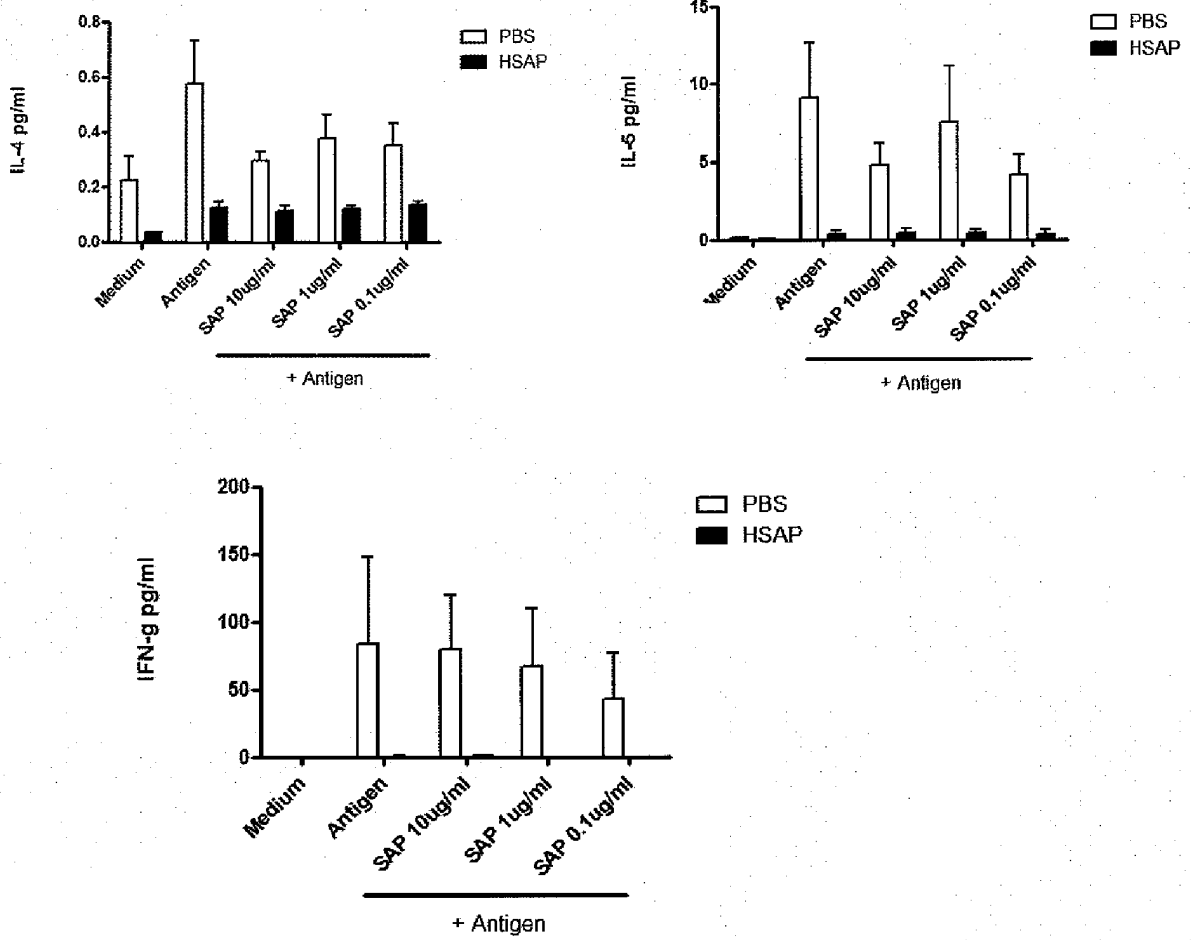 0.8
0.6
0.4
0.2
0.0
IL-4 pg/ml
PBS
HSAP
Medium
Antigen
SAP 10ug/ml
SAP 1ug/ml
SAP 0.1ug/ml
+ Antigen
15
10
5
0
IL-5 pg/ml
PBS
HSAP
Medium
Antigen
SAP 10ug/ml
SAP 1ug/ml
SAP 0.1ug/ml
+ Antigen
200
150
100
50
0
IFN-g pg/ml
PBS
HSAP
Medium
Antigen
SAP 10ug/ml
SAP 1ug/ml
SAP 0.1ug/ml
+ Antigen